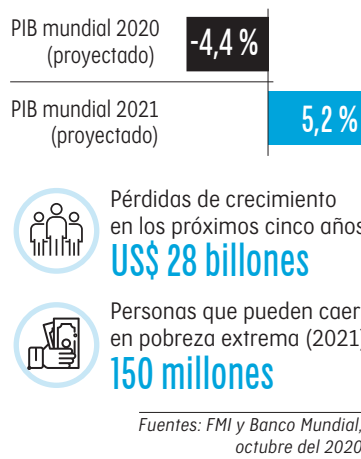 PIB mundial 2020
(proyectado)
-4,4 %
PIB mundial 2021
(proyectado)
5,2 %
Pérdidas de crecimiento
en los próximos cinco años
US$ 28 billones
Personas que pueden caer
en pobreza extrema (2021)
150 millones
Fuentes: FMI y Banco Mundial,
octubre del 2020